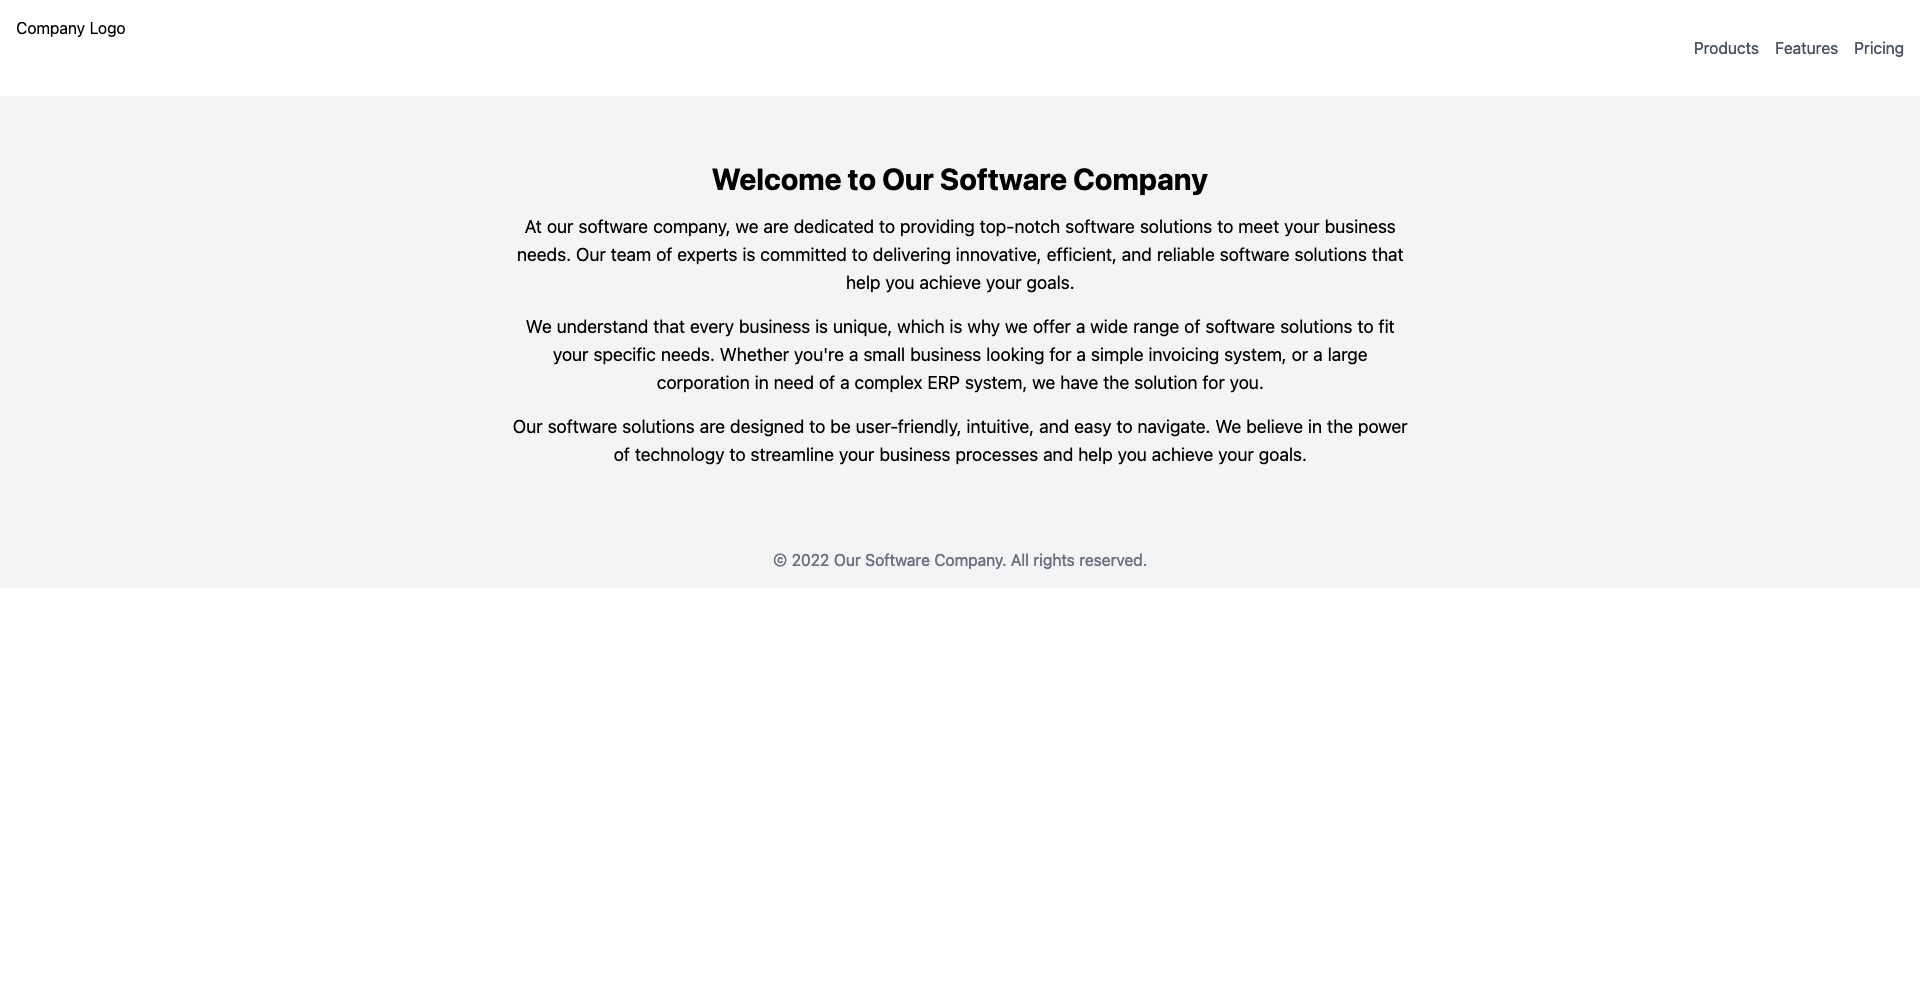 Company Logo
Products Features Pricing
Welcome to Our Software Company
At our software company, we are dedicated to providing top-notch software solutions to meet your business
needs. Our team of experts is committed to delivering innovative, efficient, and reliable software solutions that
help you achieve your goals.
We understand that every business is unique, which is why we offer a wide range of software solutions to fit
your specific needs. Whether you're a small business looking for a simple invoicing system, or a large
corporation in need of a complex ERP system, we have the solution for you.
Our software solutions are designed to be user-friendly, intuitive, and easy to navigate. We believe in the power
of technology to streamline your business processes and help you achieve your goals.
© 2022 Our Software Company. All rights reserved.